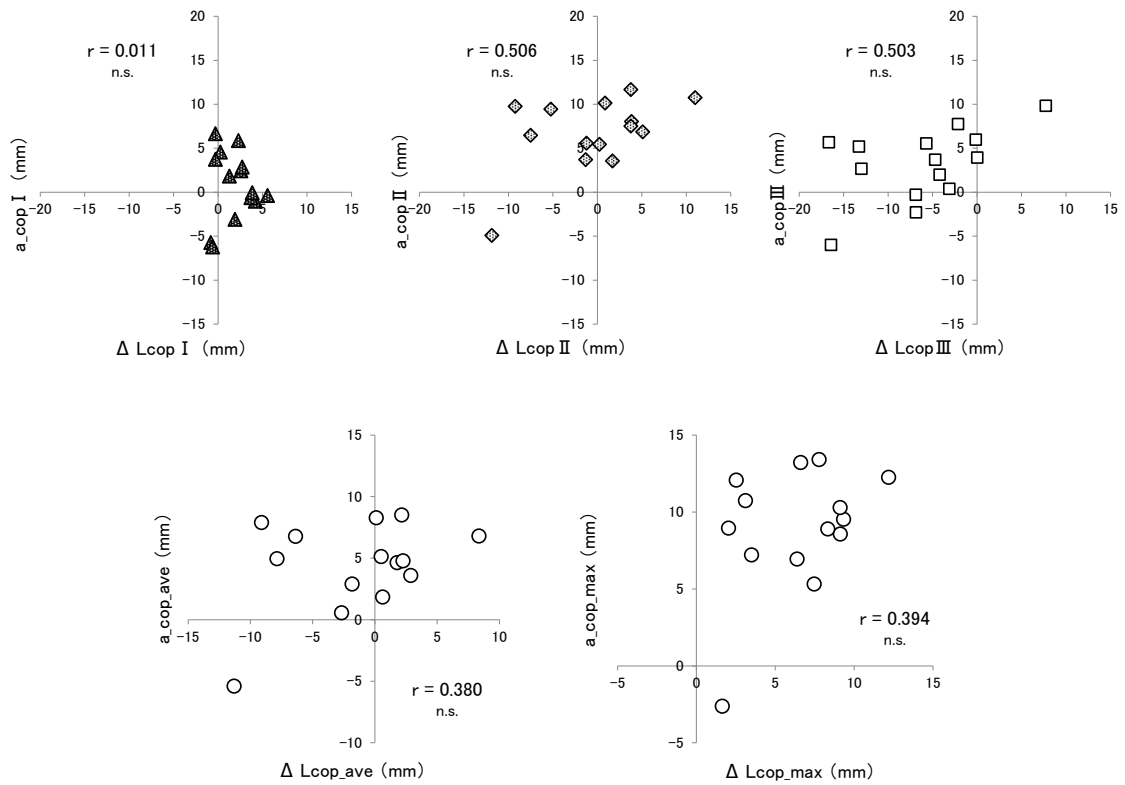 20
15
10
5
0
-5
-10
-15
-20 -15 -10 -5 0 5 10 15
r = 0.011
n.s.
a_cop Ⅰ (mm)
Δ Lcop Ⅰ (mm)
20
15
10
5
0
-5
-10
-15
-20 -15 -10 -5 0 5 10 15
r = 0.506
n.s.
a_cop Ⅱ (mm)
Δ Lcop Ⅱ (mm)
20
15
10
5
0
-5
-10
-15
-20 -15 -10 -5 0 5 10 15
r = 0.503
n.s.
a_cop Ⅲ (mm)
Δ Lcop Ⅲ (mm)
15
10
5
0
-5
-10
-15 -10 -5 0 5 10
r = 0.380
n.s.
a_cop_ave (mm)
Δ Lcop_ave (mm)
15
10
5
0
-5
-5 0 5 10 15
r = 0.394
n.s.
a_cop_max (mm)
Δ Lcop_max (mm)